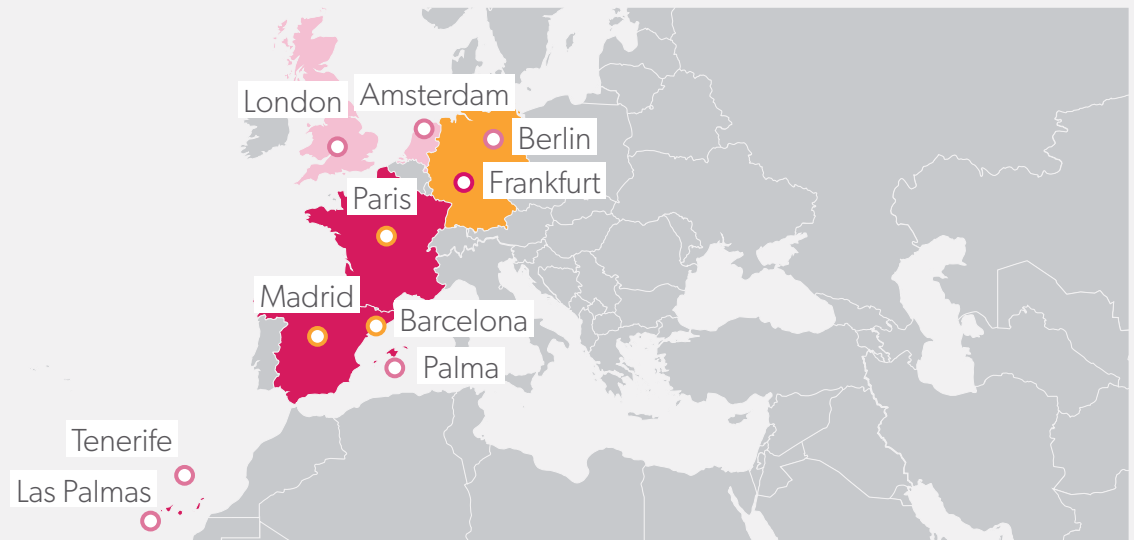 London
Amsterdam
Berlin
Frankfurt
Paris
Madrid
Barcelona
Palma
Tenerife
Las Palmas